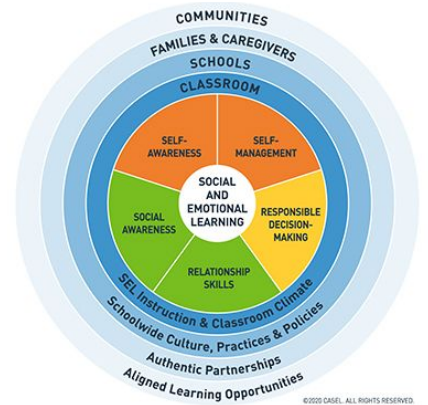 COMMUNITIES
FAMILIES & CAREGIVERS
SCHOOLS
CLASSROOM
SELF-
AWARENESS
SELF-
MANAGEMENT
SOCIAL
AND
EMOTIONAL
LEARNING
SOCIAL
AWARENESS
RESPONSIBLE
DECISION-
MAKING
RELATIONSHIP
SKILLS
SEL Instruction & Classroom Climate
Schoolwide Culture, Practices & Policies
Authentic Partnerships
Aligned Learning Opportunities
©2020 CASEL. ALL RIGHTS RESERVED.